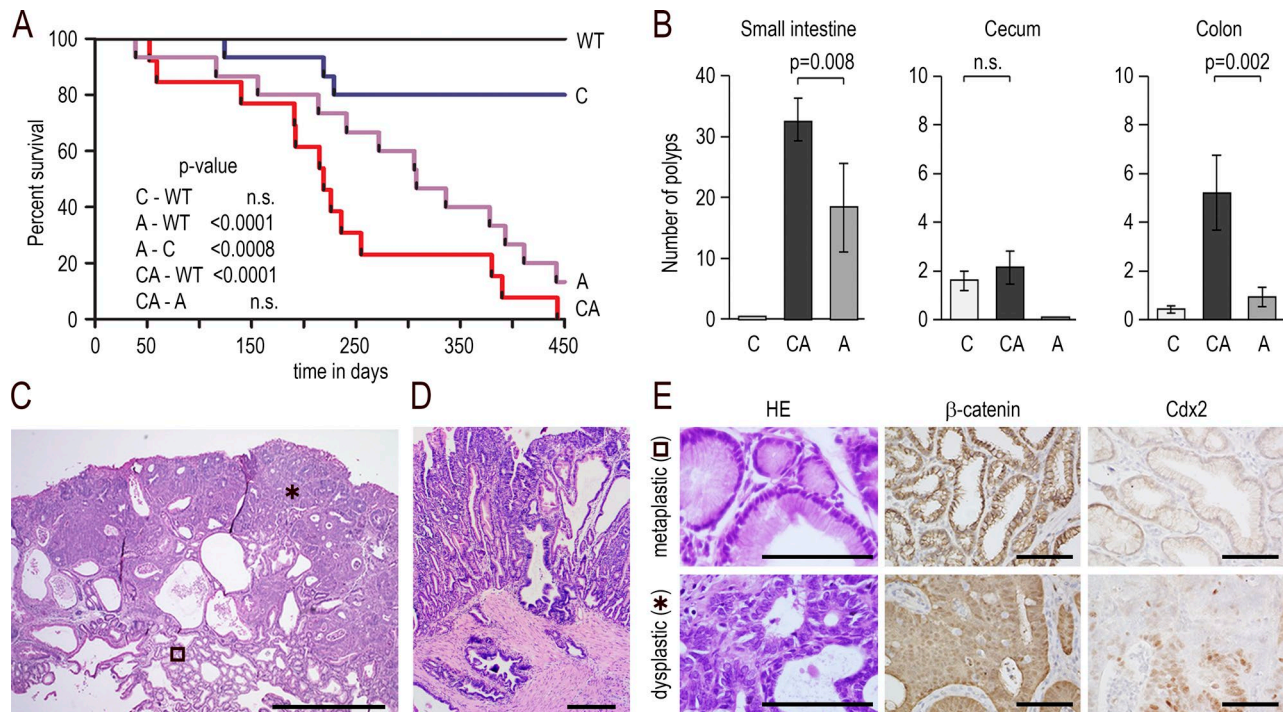 A
100
80
60
40
20
0
Percent survival
WT
C
A
CA
p-value
C - WT n.s.
A - WT <0.0001
A - C <0.0008
CA - WT <0.0001
CA - A n.s.
0 50 150 250 350 450
time in days
B
Small intestine Cecum Colon
p=0.008 n.s. p=0.002
Number of polyps
40
30
20
10
0
C CA A
10
8
6
4
2
0
C CA A
10
8
6
4
2
0
C CA A
C
D
E
HE β-catenin Cdx2
metaplastic (□)
dysplastic (*)